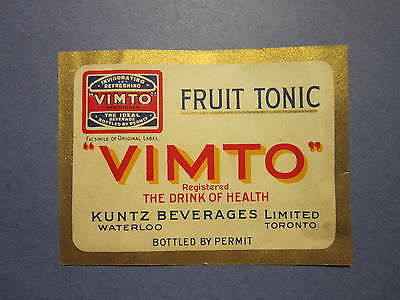 INVIGORATING
REFRESHING
"VIMTO"
REGISTERED
THE IDEAL
BEVERAGE
BOTTLED BY PERMIT
FACSIMILE OF ORIGINAL LABEL
FRUIT TONIC
"VIMTO"
Registered
THE DRINK OF HEALTH
KUNTZ BEVERAGES LIMITED
WATERLOO TORONTO
BOTTLED BY PERMIT